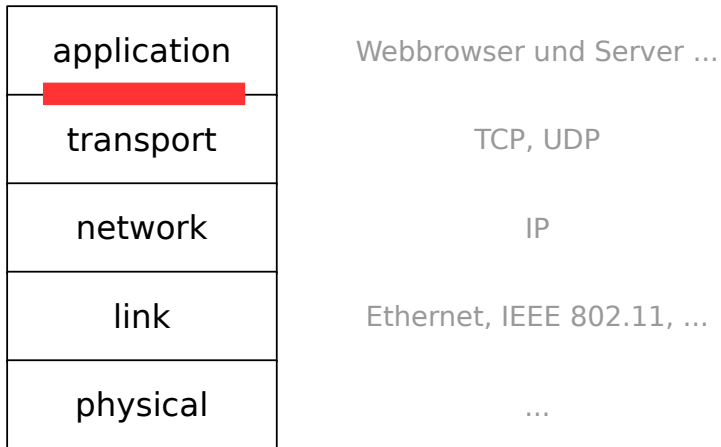 application Webbrowser und Server ...
transport TCP, UDP
network IP
link Ethernet, IEEE 802.11, ...
physical ...